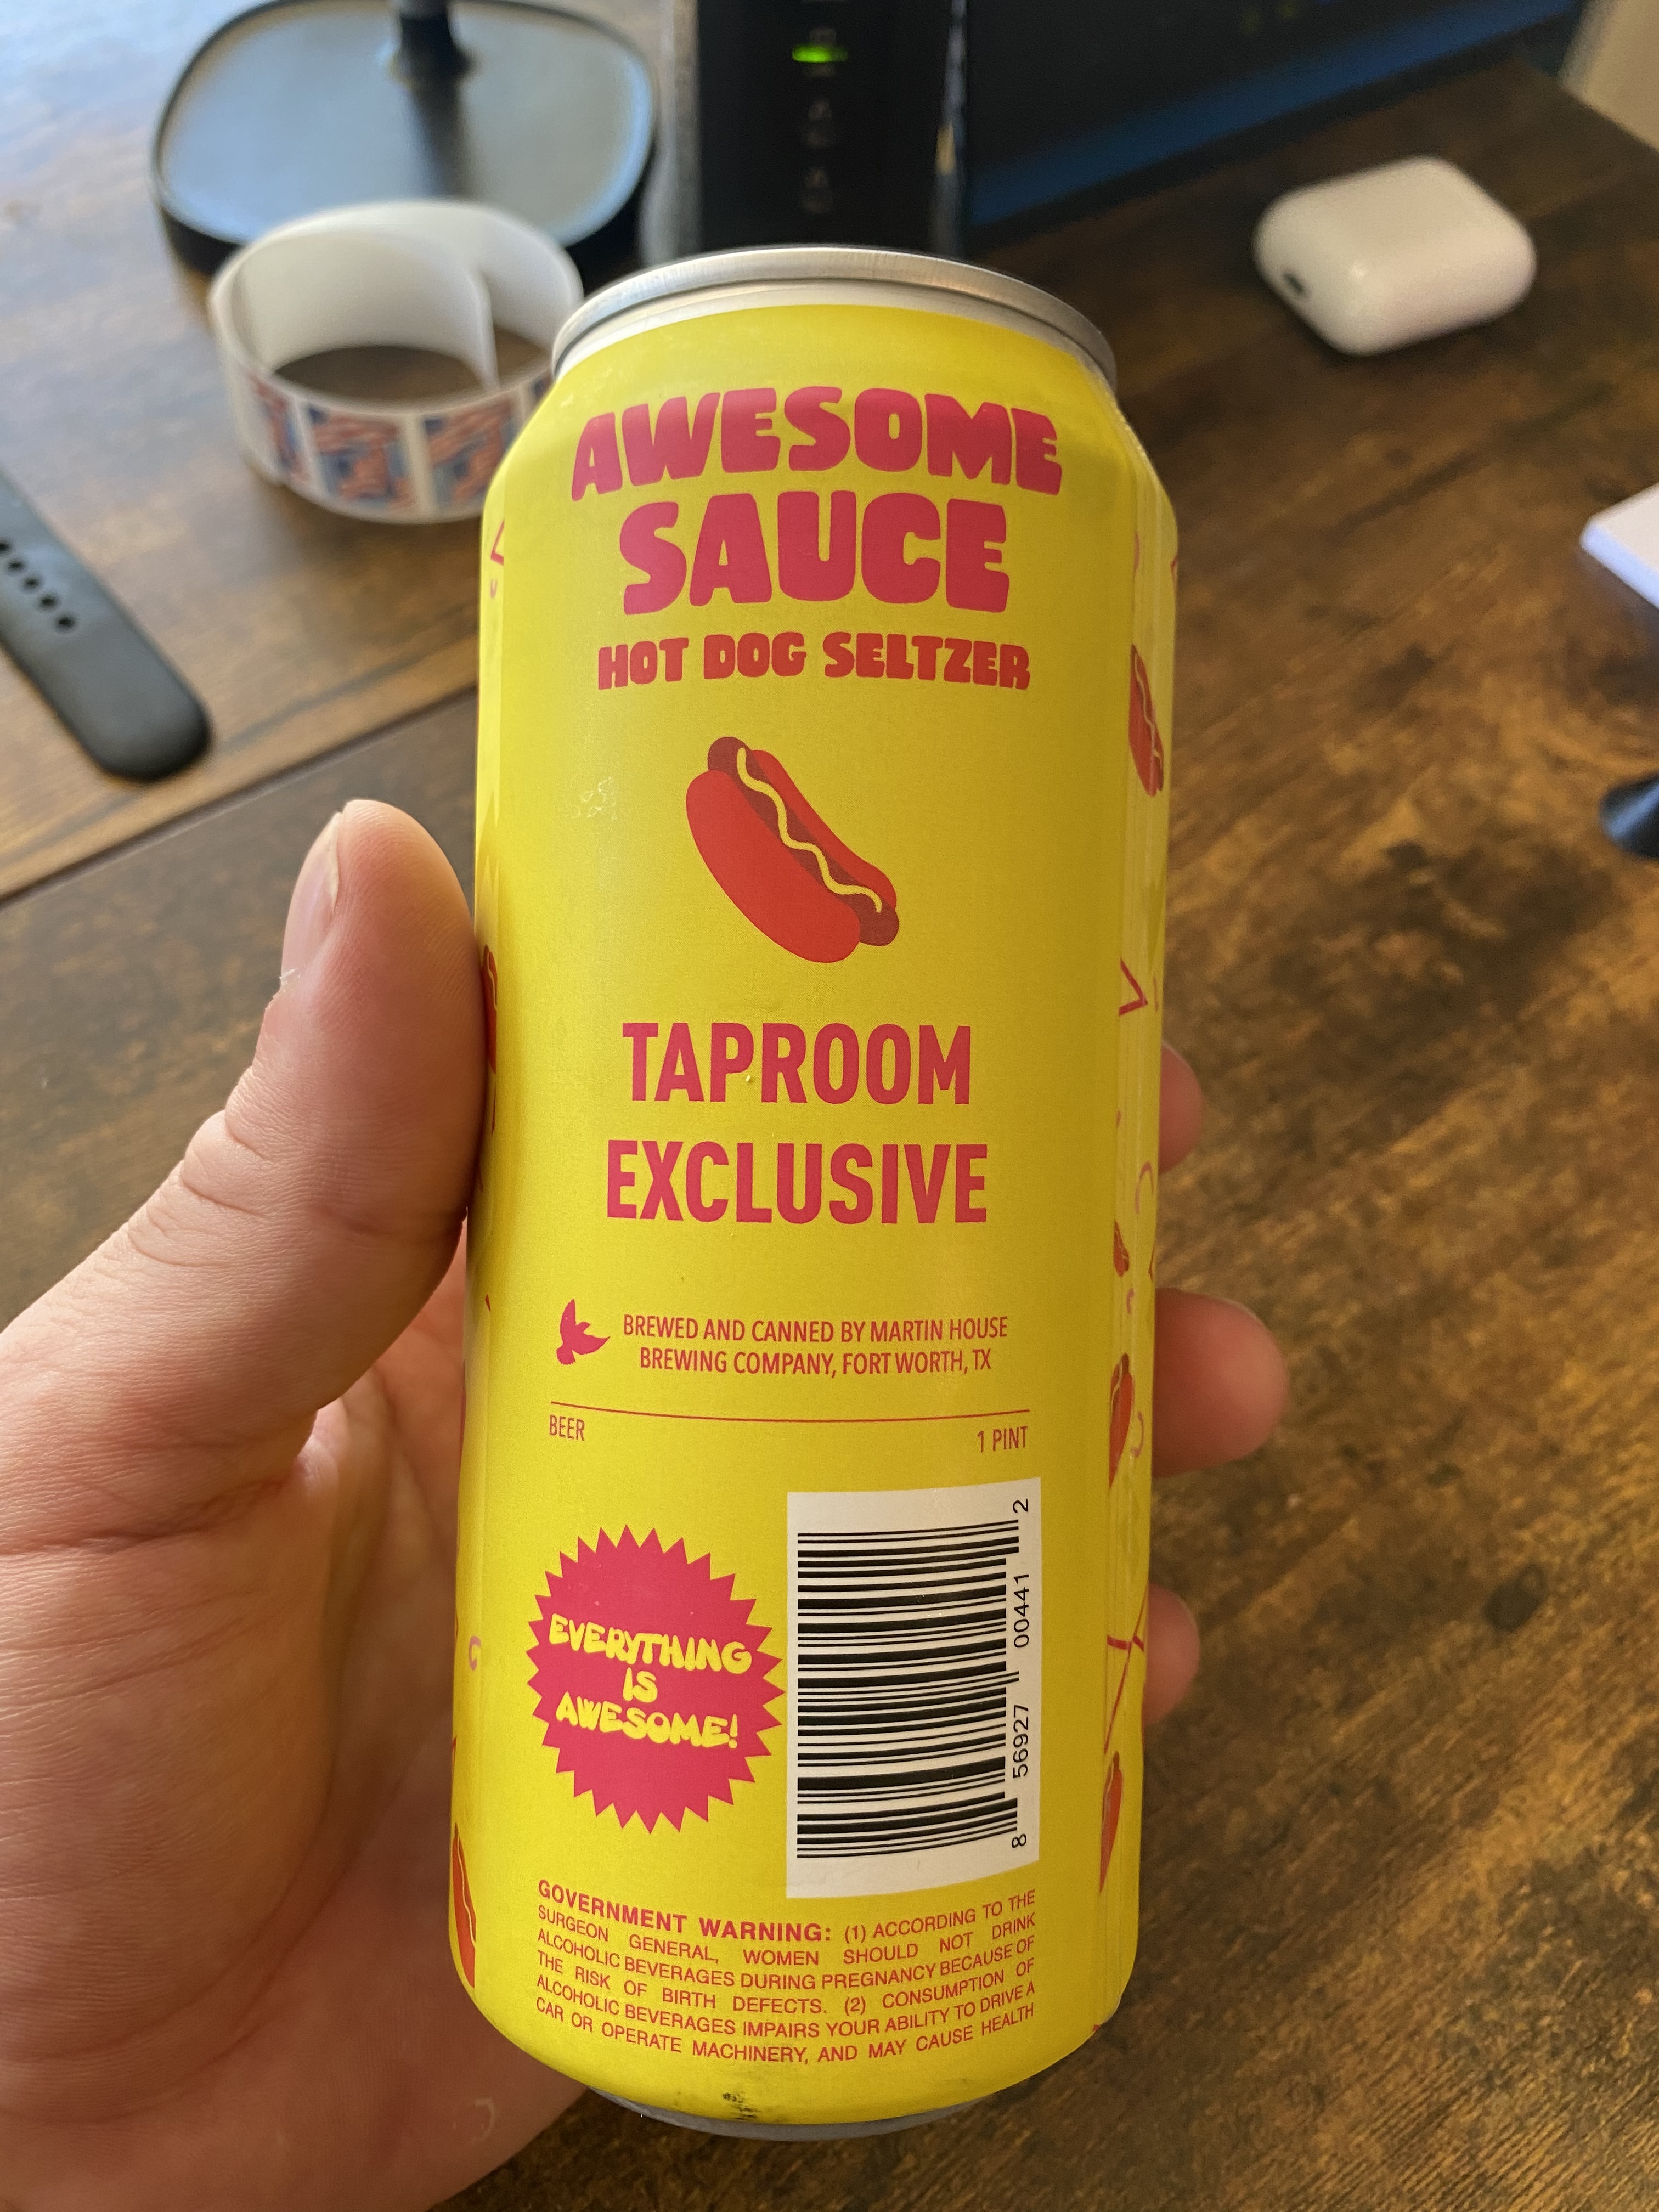 AWESOME
SAUCE
HOT DOG SELTZER
TAPROOM
EXCLUSIVE
BREWED AND CANNED BY MARTIN HOUSE
BREWING COMPANY, FORT WORTH, TX
BEER
1 PINT
EVERYTHING
IS
AWESOME!
8 56927 00441 2
GOVERNMENT WARNING: (1) ACCORDING TO THE
SURGEON GENERAL, WOMEN SHOULD NOT DRINK
ALCOHOLIC BEVERAGES DURING PREGNANCY BECAUSE OF
THE RISK OF BIRTH DEFECTS. (2) CONSUMPTION OF
ALCOHOLIC BEVERAGES IMPAIRS YOUR ABILITY TO DRIVE A
CAR OR OPERATE MACHINERY, AND MAY CAUSE HEALTH